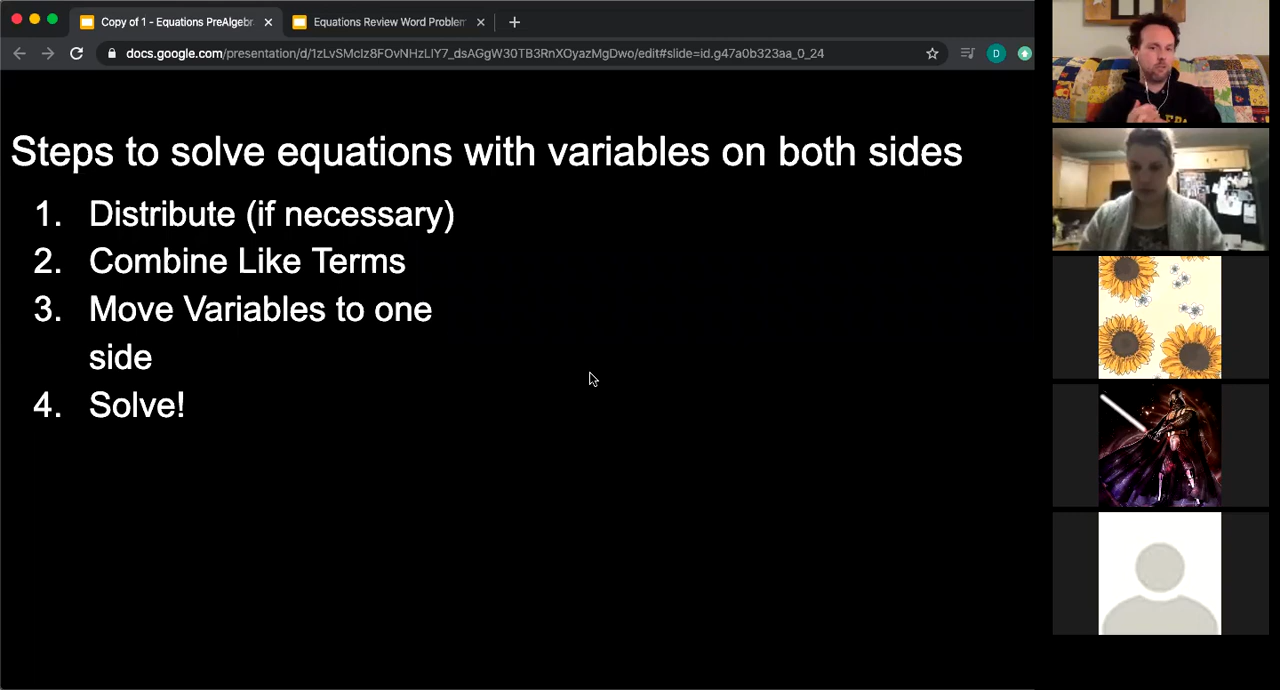 Copy of 1 - Equations PreAlgebr
Equations Review Word Problem
docs.google.com/presentation/d/1zLvSMcIz8FOvNHzLIY7_dsAGgW30TB3RnXOyazMgDwo/edit#slide=id.g47a0b323aa_0_24
D
Steps to solve equations with variables on both sides
1. Distribute (if necessary)
2. Combine Like Terms
3. Move Variables to one
side
4. Solve!